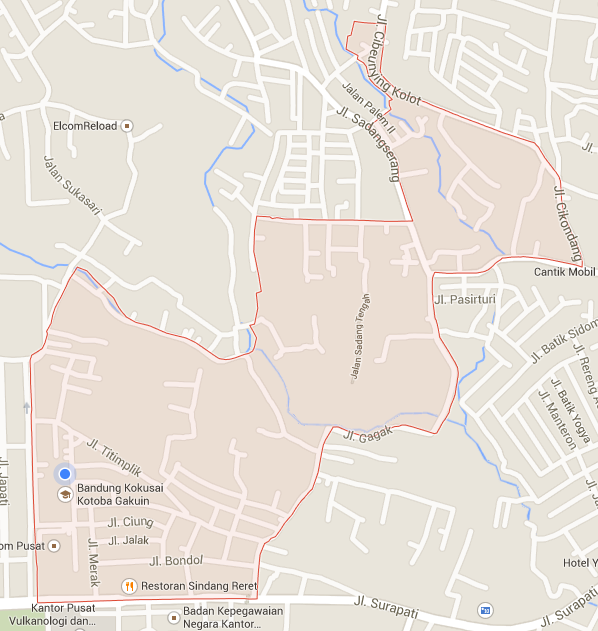 Jl. Cibeunying Kolot
Jalan Palem II
Jl. Sadangserang
ElcomReload
Jalan Sukasari
Jl.
Jl. Cikondang
Cantik Mobil
Jl. Pasirturi
Jalan Sadang Tengah
Jl. Batik Sidom
Jl. Rereng A
Jl. Batik Yogya
Jl. Manteron
Jl. Gagak
Jl. Titimplik
Jl. Japati
Bandung Kokusai
Kotoba Gakuin
Jl. Ciung
Jl. Jalak
om Pusat
Jl. Merak
Jl. Bondol
Hotel Y
Restoran Sindang Reret
Kantor Pusat
Vulkanologi dan...
Badan Kepegawaian
Negara Kantor...
Jl. Surapati
Jl. Surapati